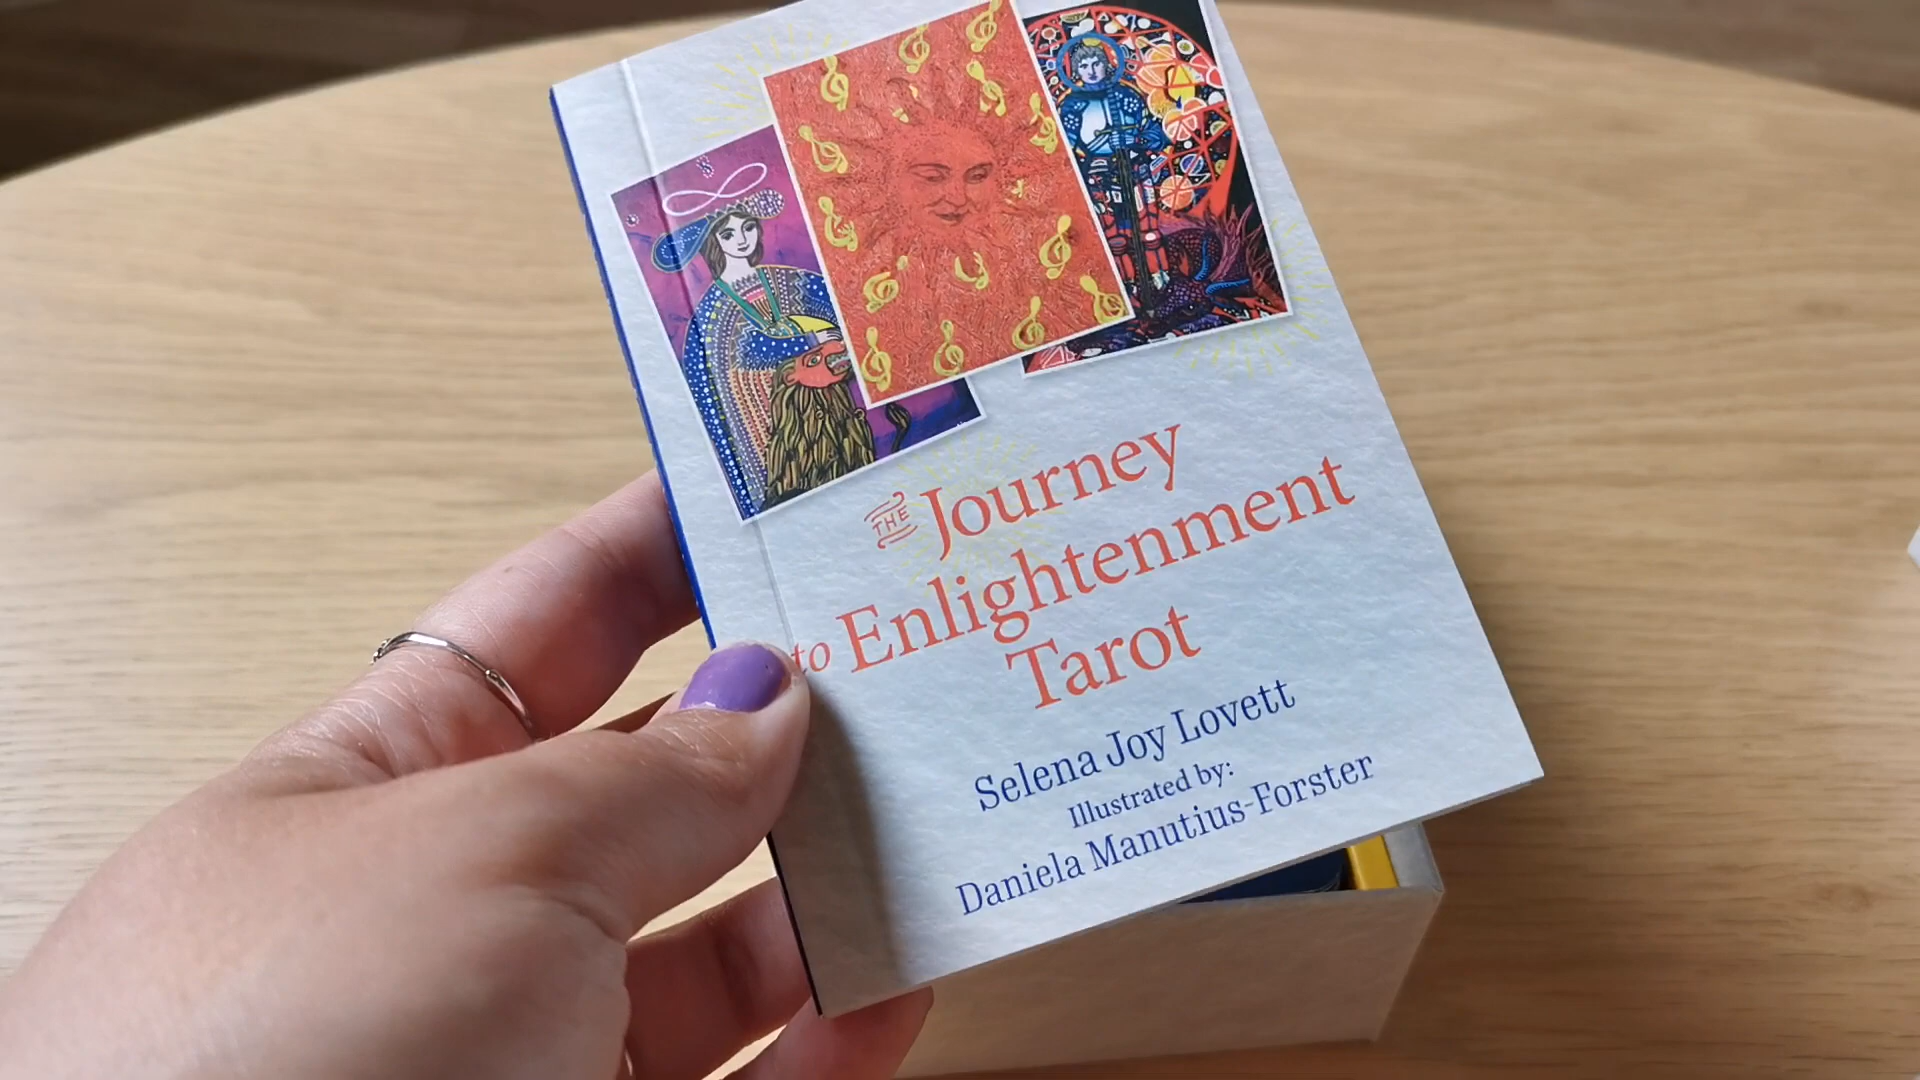 THE Journey
to Enlightenment
Tarot
Selena Joy Lovett
Illustrated by:
Daniela Manutius-Forster